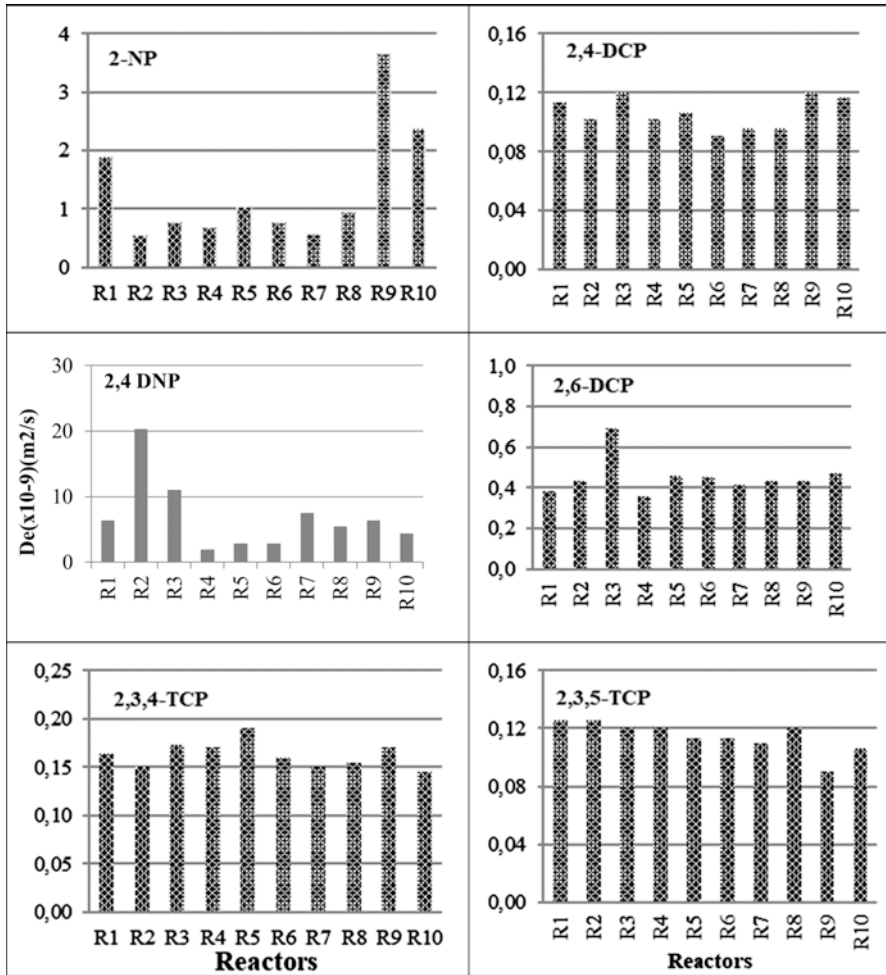 2-NP
4
3
2
1
0
R1 R2 R3 R4 R5 R6 R7 R8 R9 R10
2,4-DCP
0,16
0,12
0,08
0,04
0,00
R1 R2 R3 R4 R5 R6 R7 R8 R9 R10
2,4 DNP
De(x10-9)(m2/s)
30
20
10
0
R1 R2 R3 R4 R5 R6 R7 R8 R9 R10
2,6-DCP
1,0
0,8
0,6
0,4
0,2
0,0
R1 R2 R3 R4 R5 R6 R7 R8 R9 R10
2,3,4-TCP
0,25
0,20
0,15
0,10
0,05
0,00
R1 R2 R3 R4 R5 R6 R7 R8 R9 R10
Reactors
2,3,5-TCP
0,16
0,12
0,08
0,04
0,00
R1 R2 R3 R4 R5 R6 R7 R8 R9 R10
Reactors